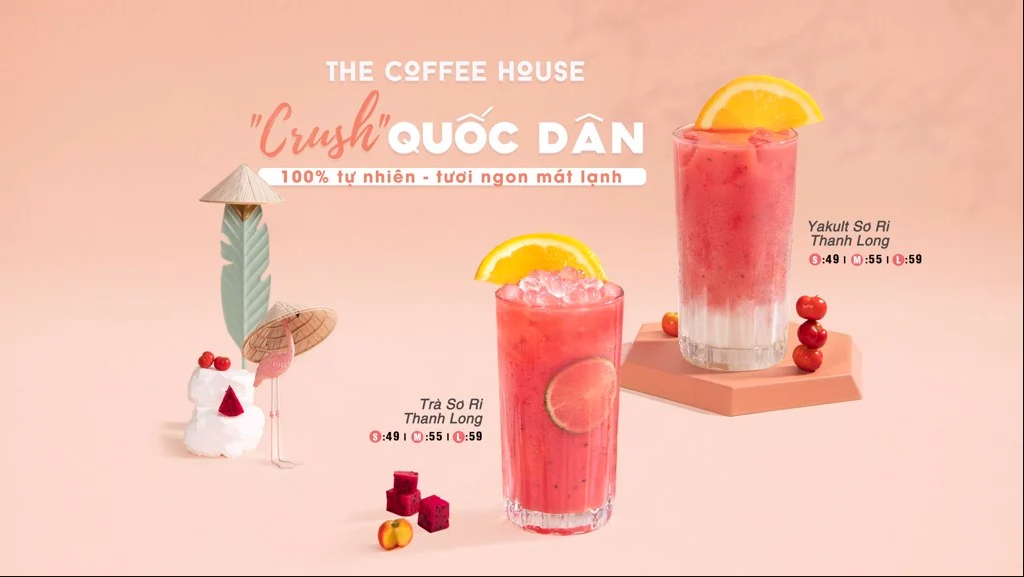 THE COFFEE HOUSE
"Crush" QUỐC DÂN
100% tự nhiên - tươi ngon mát lạnh
Yakult Sơ Ri
Thanh Long
S:49 | M:55 | L:59
Trà Sơ Ri
Thanh Long
S:49 | M:55 | L:59